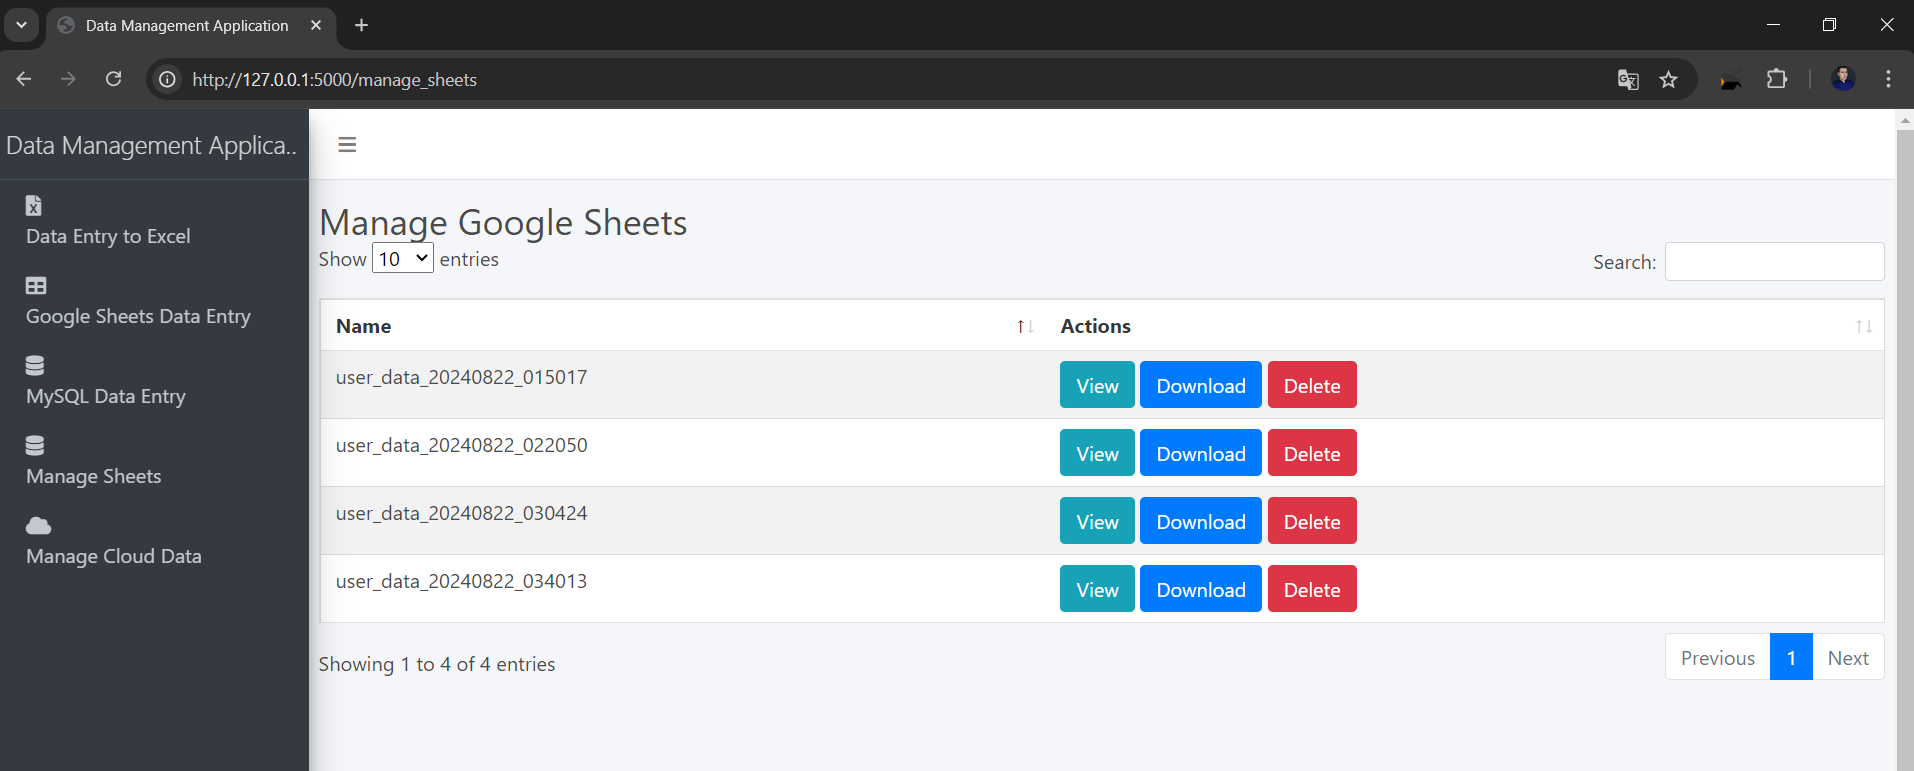 Data Management Application
http://127.0.0.1:5000/manage_sheets
Data Management Applica..
Data Entry to Excel
Google Sheets Data Entry
MySQL Data Entry
Manage Sheets
Manage Cloud Data
Manage Google Sheets
Show 10 entries
Search:
Name Actions
user_data_20240822_015017 View Download Delete
user_data_20240822_022050 View Download Delete
user_data_20240822_030424 View Download Delete
user_data_20240822_034013 View Download Delete
Showing 1 to 4 of 4 entries
Previous 1 Next